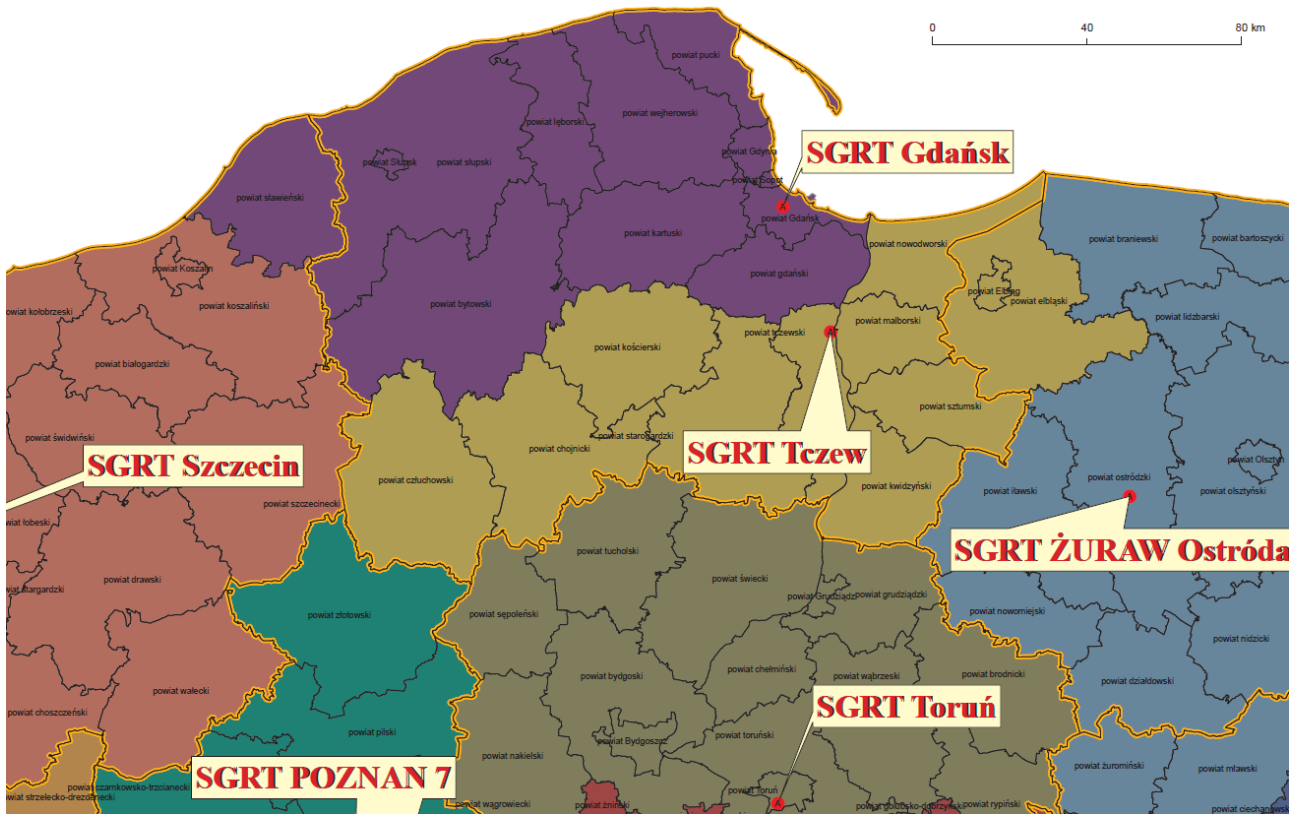 0 40 80 km
powiat pucki
powiat wejherowski
powiat lęborski
powiat Gdynia
SGRT Gdańsk
powiat Słupsk
powiat słupski
powiat Sopot
powiat sławieński
A
powiat Gdańsk
powiat kartuski
powiat nowodworski
powiat braniewski
powiat bartoszycki
powiat Koszalin
powiat gdański
powiat Elbląg
powiat elbląski
powiat koszaliński
powiat bytowski
powiat kołobrzeski
powiat lidzbarski
powiat malborski
powiat tczewski
powiat kościerski
powiat białogardzki
powiat sztumski
powiat świdwiński
powiat starogardzki
powiat chojnicki
SGRT Tczew
SGRT Szczecin
powiat Olsztyn
powiat człuchowski
powiat kwidzyński
powiat ostródzki
powiat iławski
powiat olsztyński
A
powiat szczecinecki
SGRT ŻURAW Ostróda
powiat tucholski
powiat świecki
powiat drawski
powiat Grudziądz
powiat grudziądzki
powiat złotowski
powiat sępoleński
powiat nowomiejski
powiat nidzicki
powiat chełmiński
powiat wąbrzeski
powiat brodnicki
powiat bydgoski
powiat działdowski
powiat wałecki
powiat choszczeński
SGRT Toruń
powiat pilski
powiat toruński
powiat Bydgoszcz
powiat nakielski
powiat żuromiński
powiat mławski
SGRT POZNAN 7
powiat czarnkowsko-trzcianecki
powiat strzelecko-drezdenecki
powiat Toruń
A
powiat wągrowiecki
powiat żniński
powiat golubsko-dobrzyński
powiat rypiński